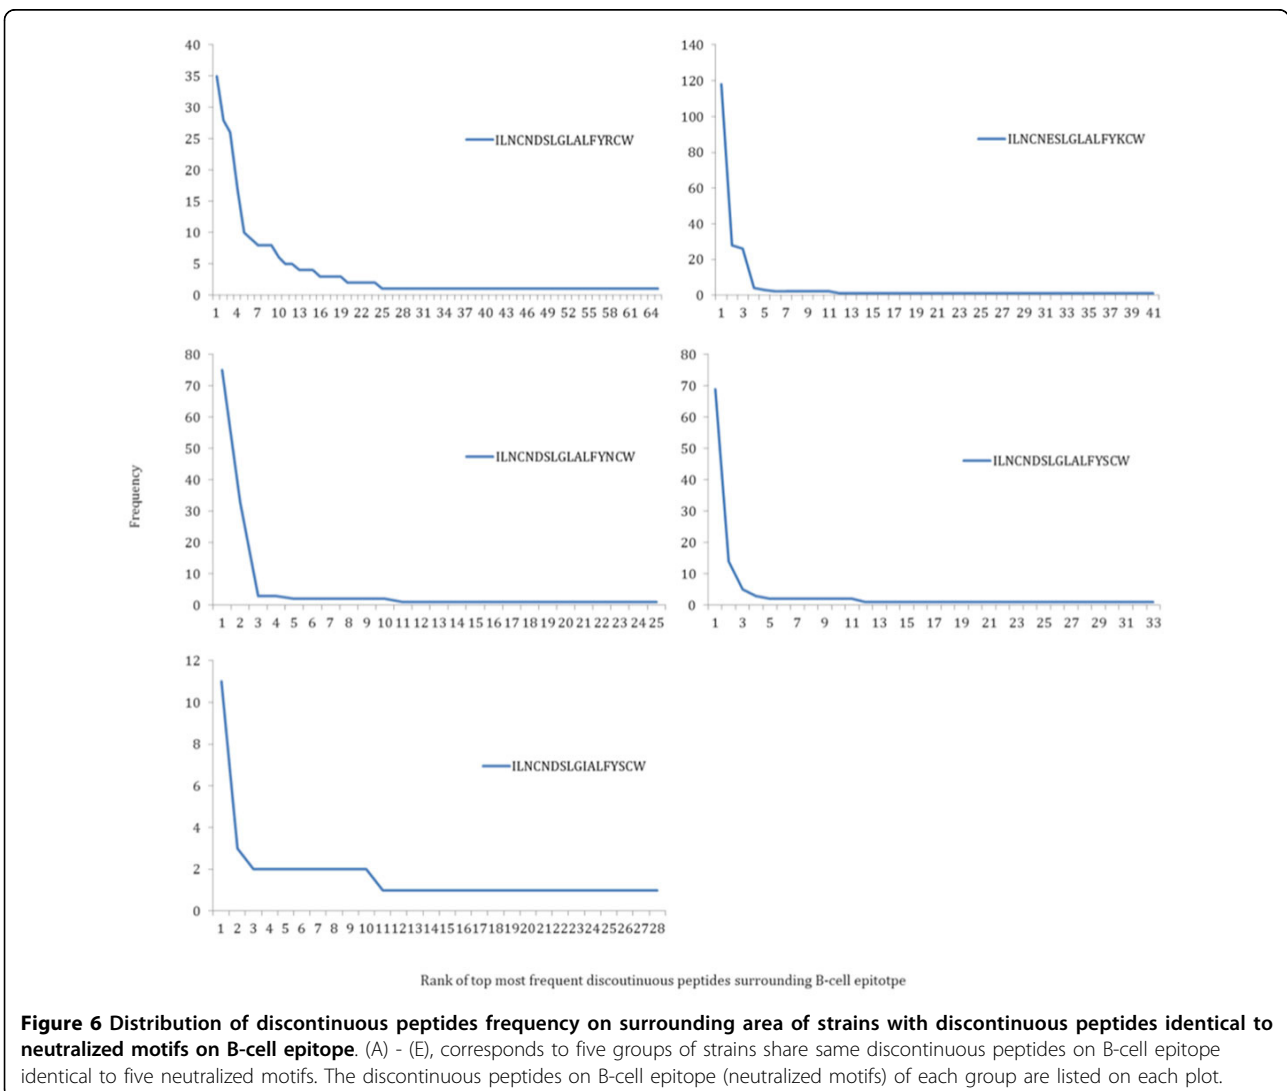 40
35
30
25
20
15
10
5
0
ILNCNDSLGLALFYRCW
1 4 7 10 13 16 19 22 25 28 31 34 37 40 43 46 49 52 55 58 61 64
140
120
100
80
60
40
20
0
ILNCNESLGLALFYKCW
1 3 5 7 9 11 13 15 17 19 21 23 25 27 29 31 33 35 37 39 41
Frequency
80
70
60
50
40
30
20
10
0
ILNCNDSLGLALFYNCW
1 2 3 4 5 6 7 8 9 10 11 12 13 14 15 16 17 18 19 20 21 22 23 24 25
80
70
60
50
40
30
20
10
0
ILNCNDSLGLALFYSCW
1 3 5 7 9 11 13 15 17 19 21 23 25 27 29 31 33
12
10
8
6
4
2
0
ILNCNDSLGIALFYSCW
1 2 3 4 5 6 7 8 9 10 11 12 13 14 15 16 17 18 19 20 21 22 23 24 25 26 27 28
Rank of top most frequent discoutinuous peptides surrounding B-cell epitotpe
Figure 6 Distribution of discontinuous peptides frequency on surrounding area of strains with discontinuous peptides identical to
neutralized motifs on B-cell epitope. (A) - (E), corresponds to five groups of strains share same discontinuous peptides on B-cell epitope
identical to five neutralized motifs. The discontinuous peptides on B-cell epitope (neutralized motifs) of each group are listed on each plot.